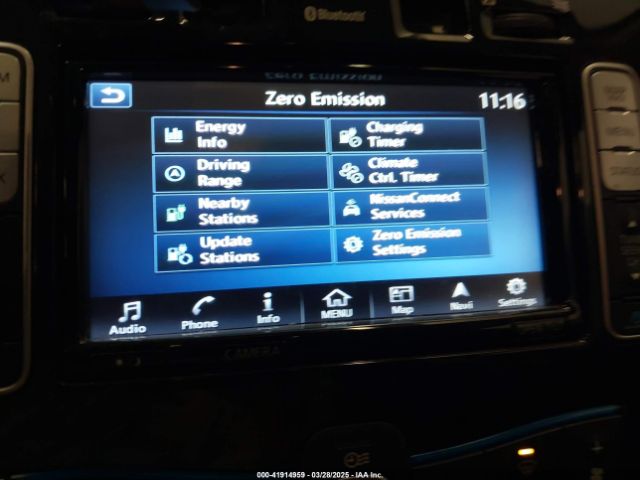 Bluetooth
Zero Emission
11:16
Energy
Info
Charging
Timer
Driving
Range
Climate
Ctrl. Timer
Nearby
Stations
NissanConnect
Services
Update
Stations
Zero Emission
Settings
Audio
Phone
Info
MENU
Map
Navi
Settings
CAMERA
MENU
000-41914959 - 03/28/2025 - IAA Inc.